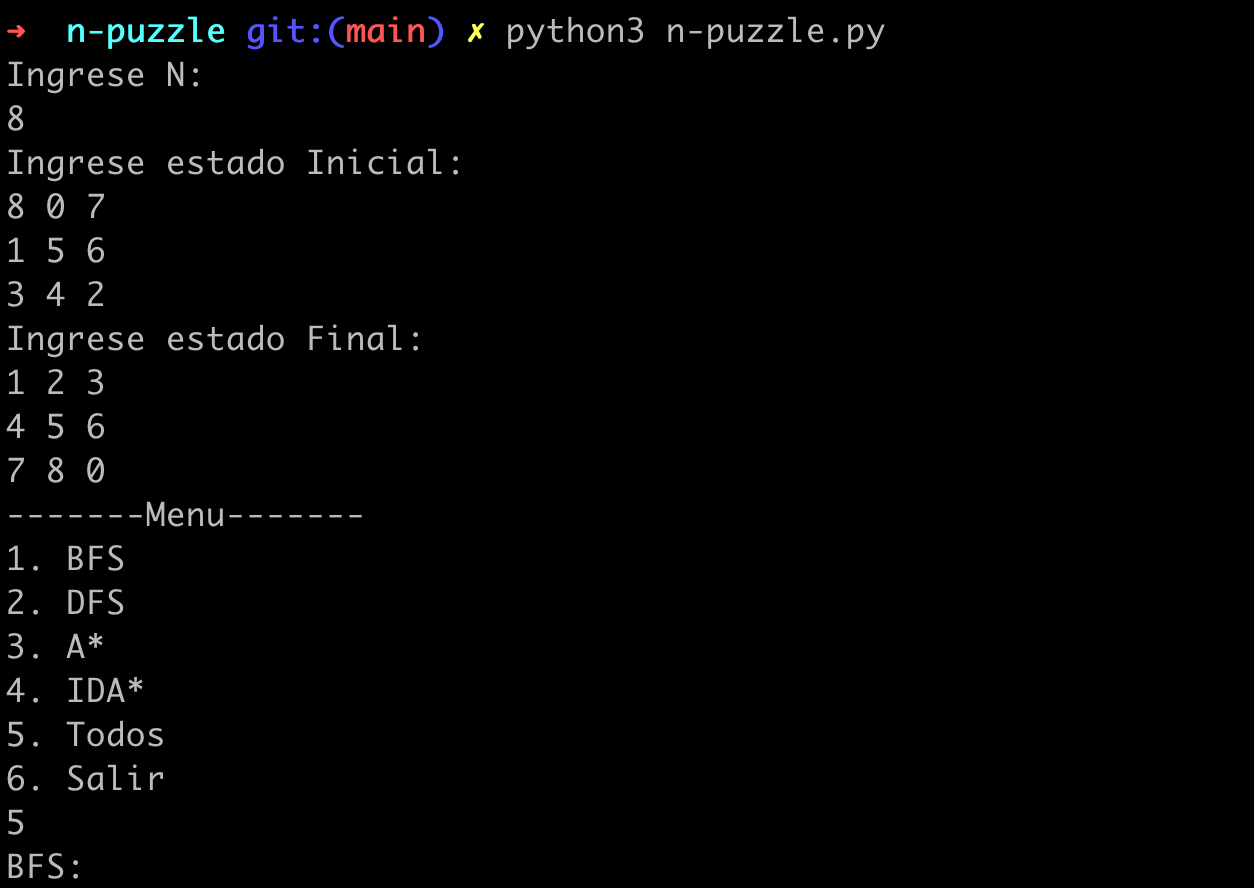 ➜  n-puzzle git:(main) ✗ python3 n-puzzle.py
Ingrese N:
8
Ingrese estado Inicial:
8 0 7
1 5 6
3 4 2
Ingrese estado Final:
1 2 3
4 5 6
7 8 0
-------Menu-------
1. BFS
2. DFS
3. A*
4. IDA*
5. Todos
6. Salir
5
BFS: